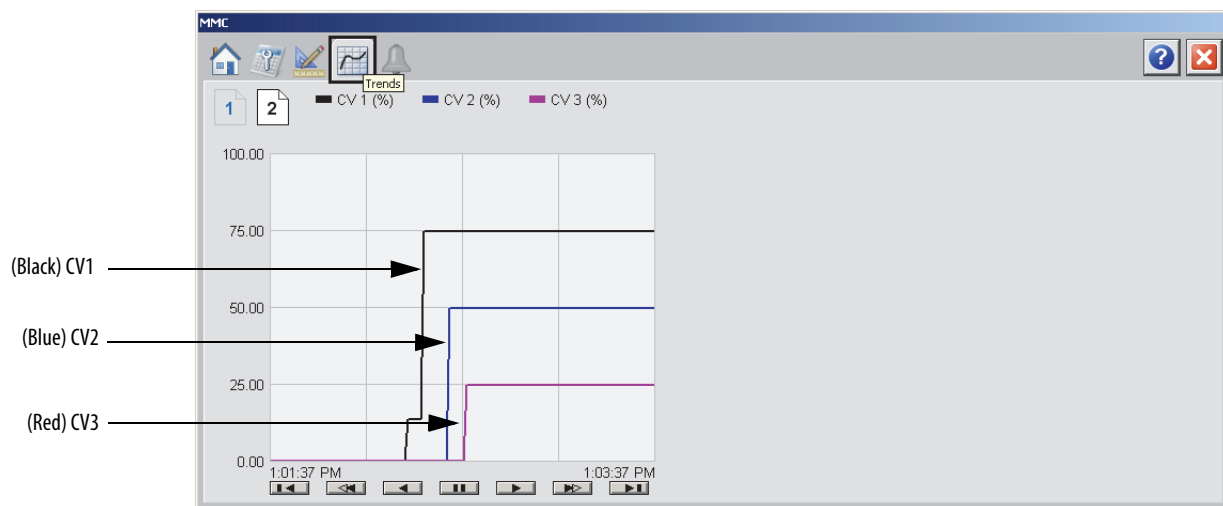 MMC
Trends
1 2 CV 1 (%) CV 2 (%) CV 3 (%)
100.00
75.00
(Black) CV1
50.00
(Blue) CV2
25.00
(Red) CV3
0.00
1:01:37 PM 1:03:37 PM